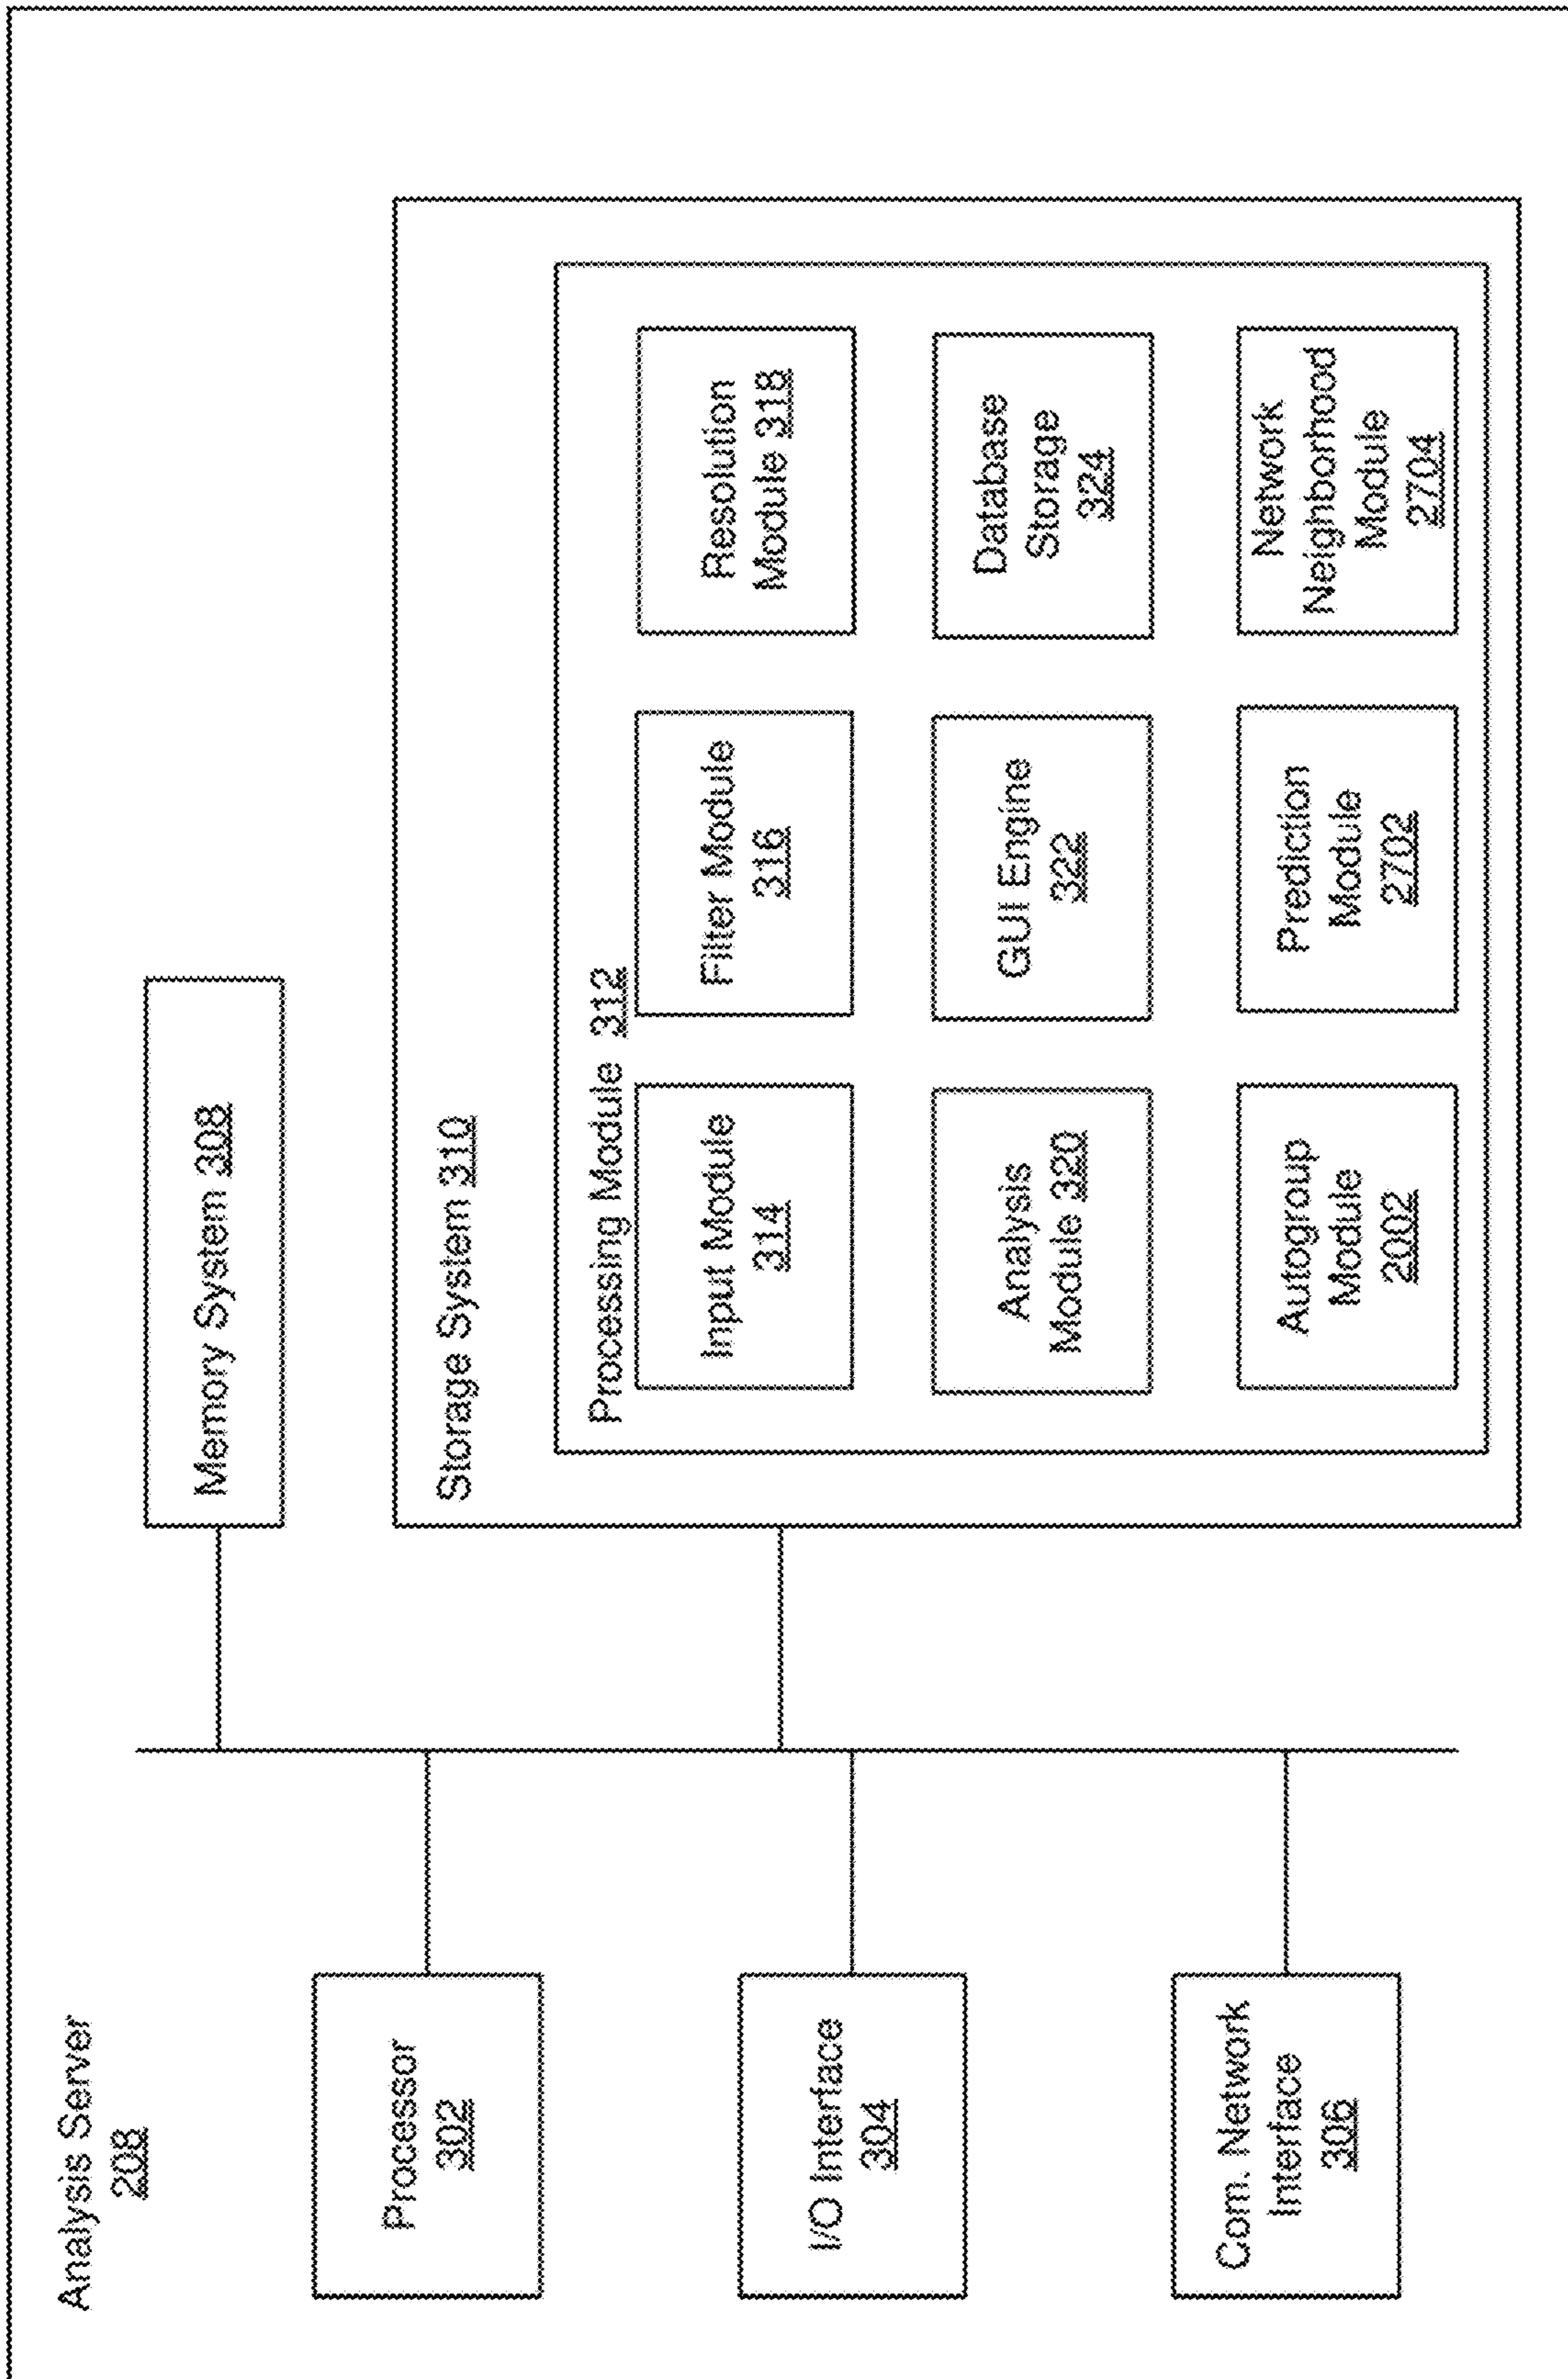 Analysis Server
208
Processor
302
I/O Interface
304
Com. Network
Interface
306
Memory System 308
Storage System 310
Processing Module 312
Input Module
314
Filter Module
316
Resolution
Module 318
Analysis
Module 320
GUI Engine
322
Database
Storage
324
Autogroup
Module
2002
Prediction
Module
2702
Network
Neighborhood
Module
2704